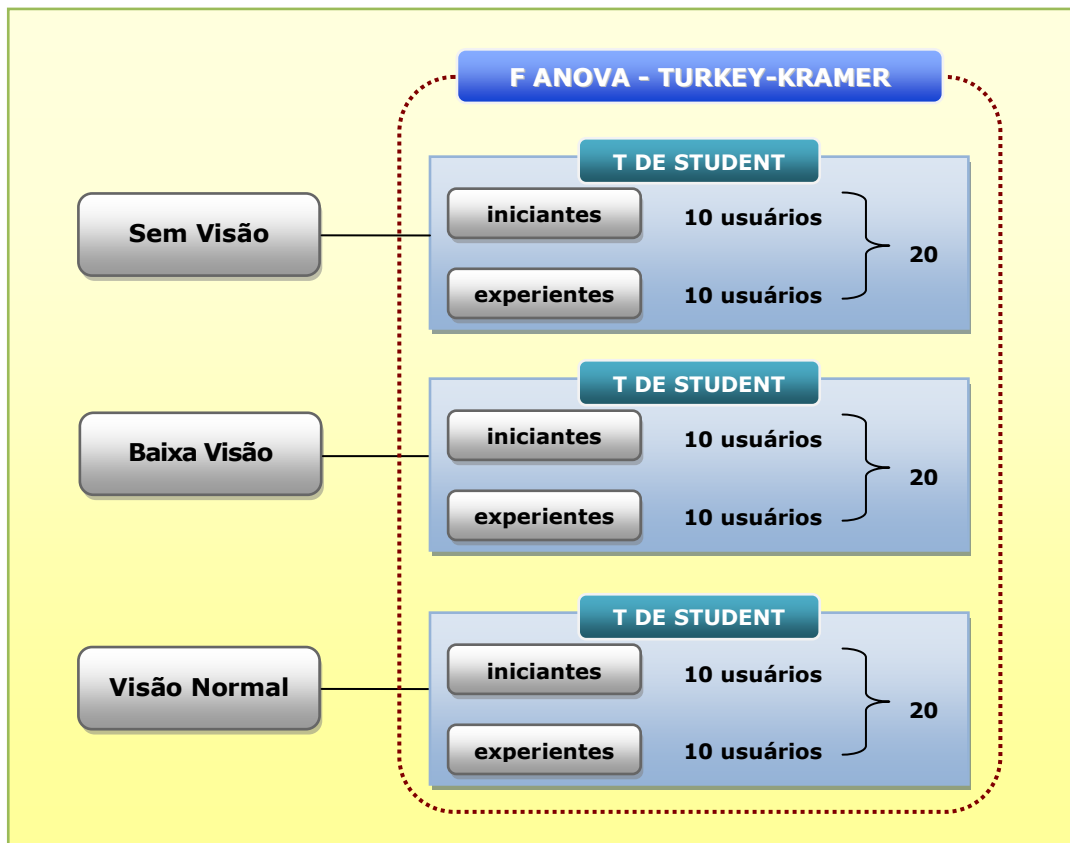 F ANOVA - TURKEY-KRAMER
T DE STUDENT
Sem Visão
iniciantes 10 usuários
20
experientes 10 usuários
T DE STUDENT
Baixa Visão
iniciantes 10 usuários
20
experientes 10 usuários
T DE STUDENT
Visão Normal
iniciantes 10 usuários
20
experientes 10 usuários